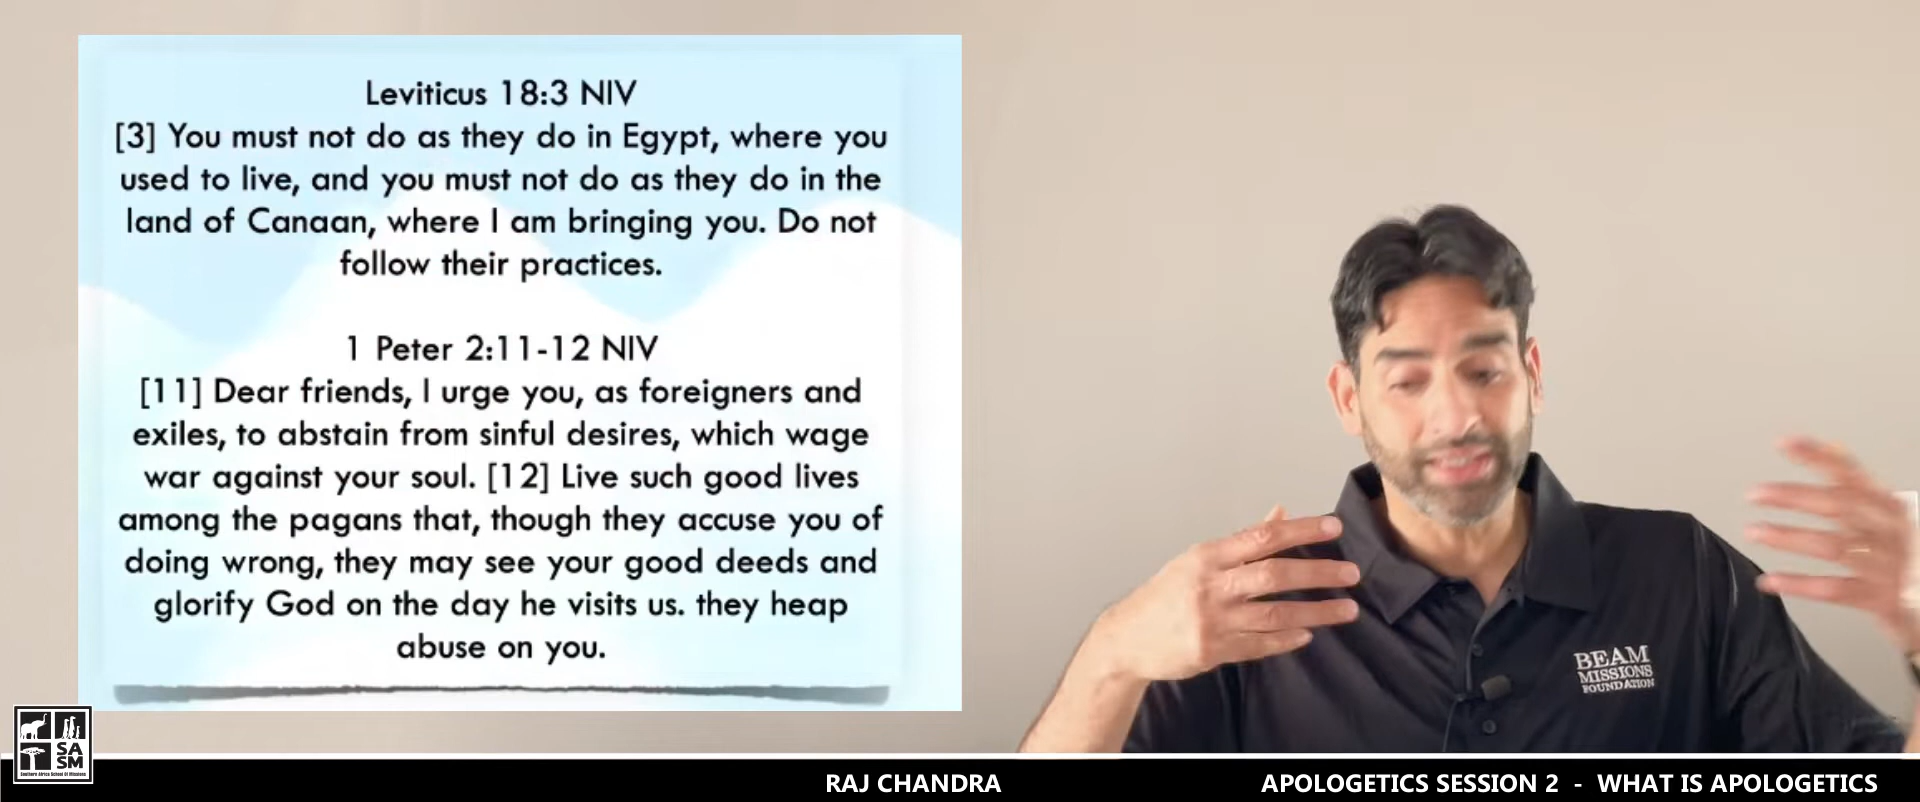 Leviticus 18:3 NIV
[3] You must not do as they do in Egypt, where you
used to live, and you must not do as they do in the
land of Canaan, where I am bringing you. Do not
follow their practices.
1 Peter 2:11-12 NIV
[11] Dear friends, I urge you, as foreigners and
exiles, to abstain from sinful desires, which wage
war against your soul. [12] Live such good lives
among the pagans that, though they accuse you of
doing wrong, they may see your good deeds and
glorify God on the day he visits us. they heap
abuse on you.
BEAM
MISSIONS
FOUNDATION
SA
SM
Southern Africa School Of Missions
RAJ CHANDRA
APOLOGETICS SESSION 2 - WHAT IS APOLOGETICS